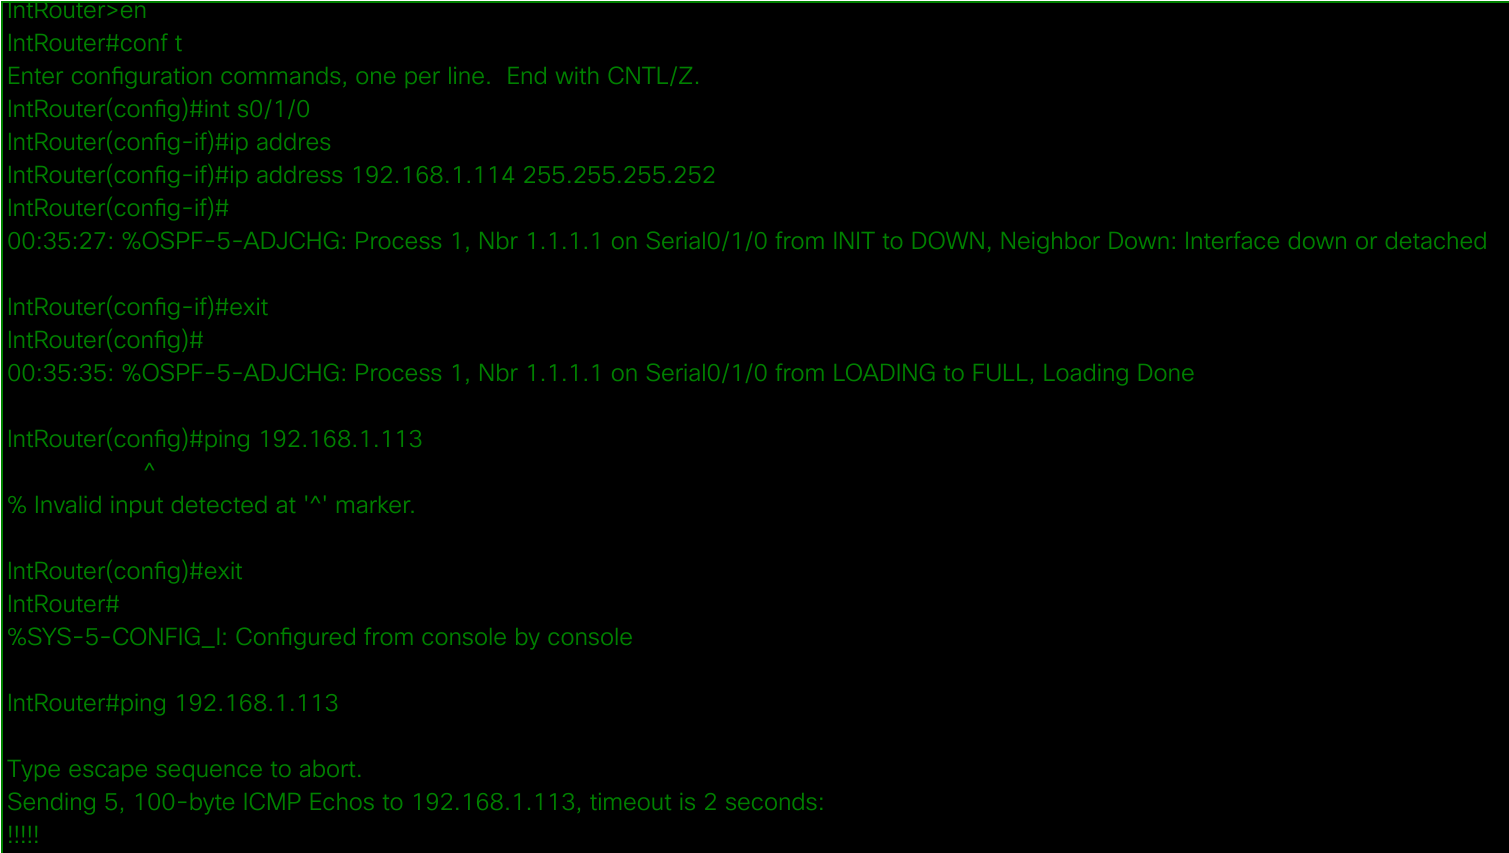 IntRouter>en
IntRouter#conf t
Enter configuration commands, one per line.  End with CNTL/Z.
IntRouter(config)#int s0/1/0
IntRouter(config-if)#ip addres
IntRouter(config-if)#ip address 192.168.1.114 255.255.255.252
IntRouter(config-if)#
00:35:27: %OSPF-5-ADJCHG: Process 1, Nbr 1.1.1.1 on Serial0/1/0 from INIT to DOWN, Neighbor Down: Interface down or detached
IntRouter(config-if)#exit
IntRouter(config)#
00:35:35: %OSPF-5-ADJCHG: Process 1, Nbr 1.1.1.1 on Serial0/1/0 from LOADING to FULL, Loading Done
IntRouter(config)#ping 192.168.1.113
^
% Invalid input detected at '^' marker.
IntRouter(config)#exit
IntRouter#
%SYS-5-CONFIG_I: Configured from console by console
IntRouter#ping 192.168.1.113
Type escape sequence to abort.
Sending 5, 100-byte ICMP Echos to 192.168.1.113, timeout is 2 seconds:
!!!!!